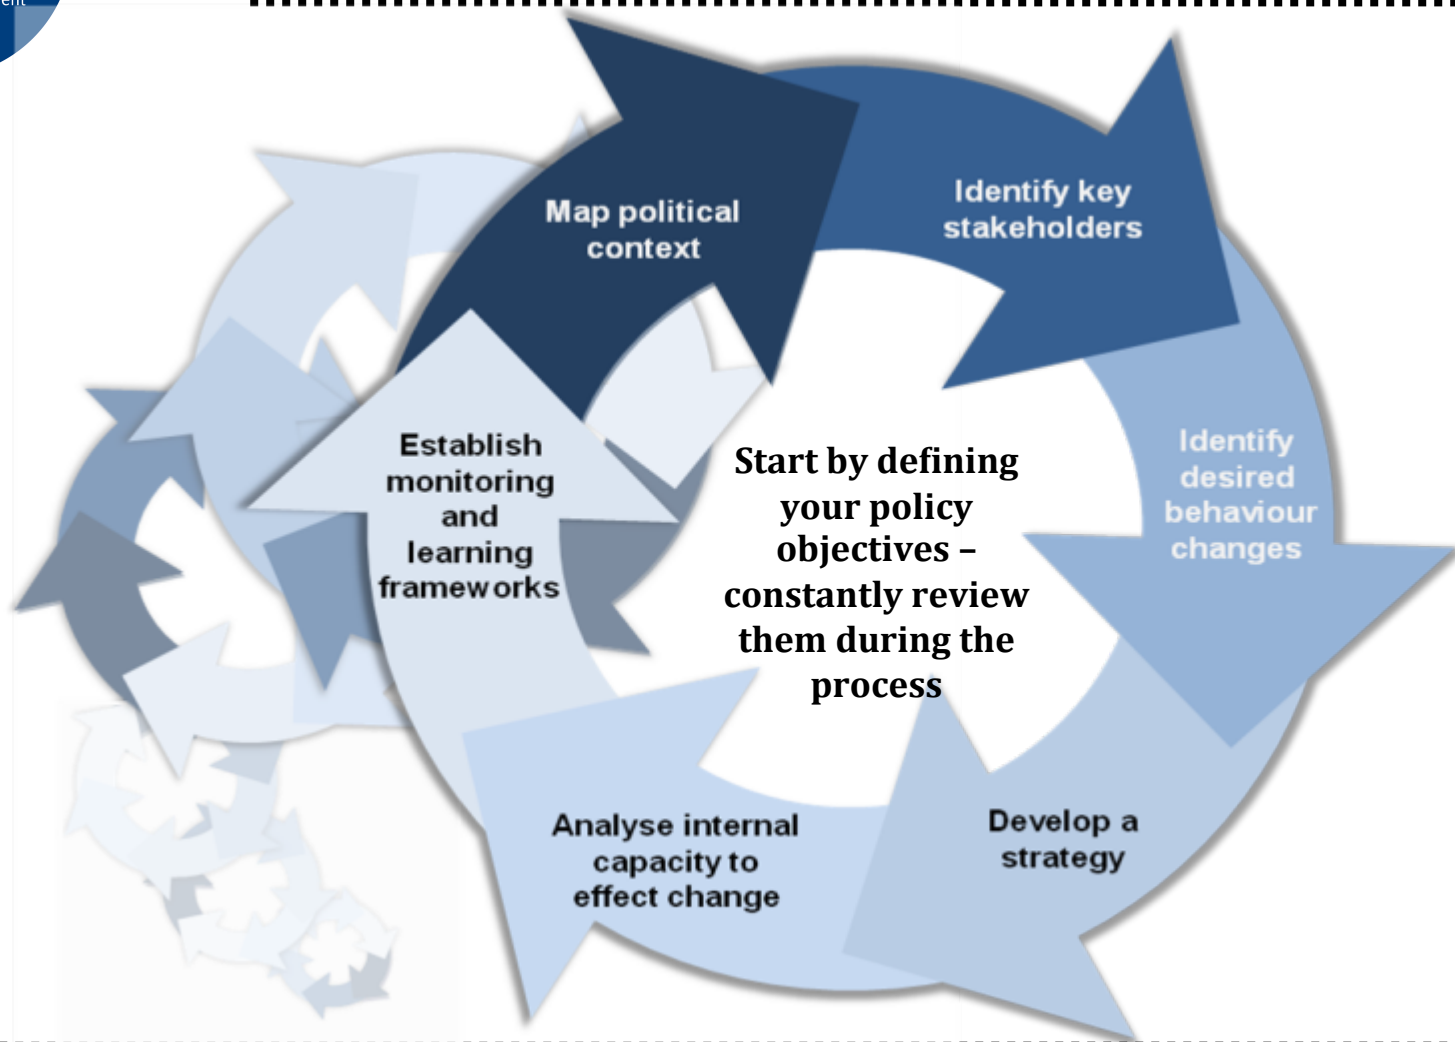 Map political
context
Identify key
stakeholders
Identify
desired
behaviour
changes
Develop a
strategy
Analyse internal
capacity to
effect change
Establish
monitoring
and
learning
frameworks
Start by defining
your policy
objectives –
constantly review
them during the
process